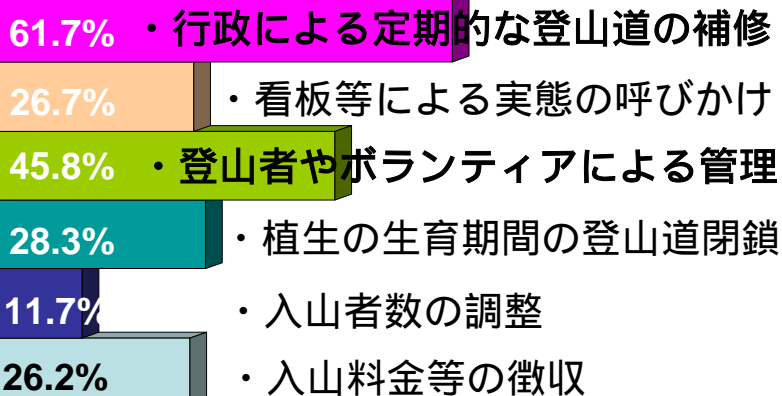 61.7% ・行政による定期的な登山道の補修
26.7% ・看板等による実態の呼びかけ
45.8% ・登山者やボランティアによる管理
28.3% ・植生の生育期間の登山道閉鎖
11.7% ・入山者数の調整
26.2% ・入山料金等の徴収